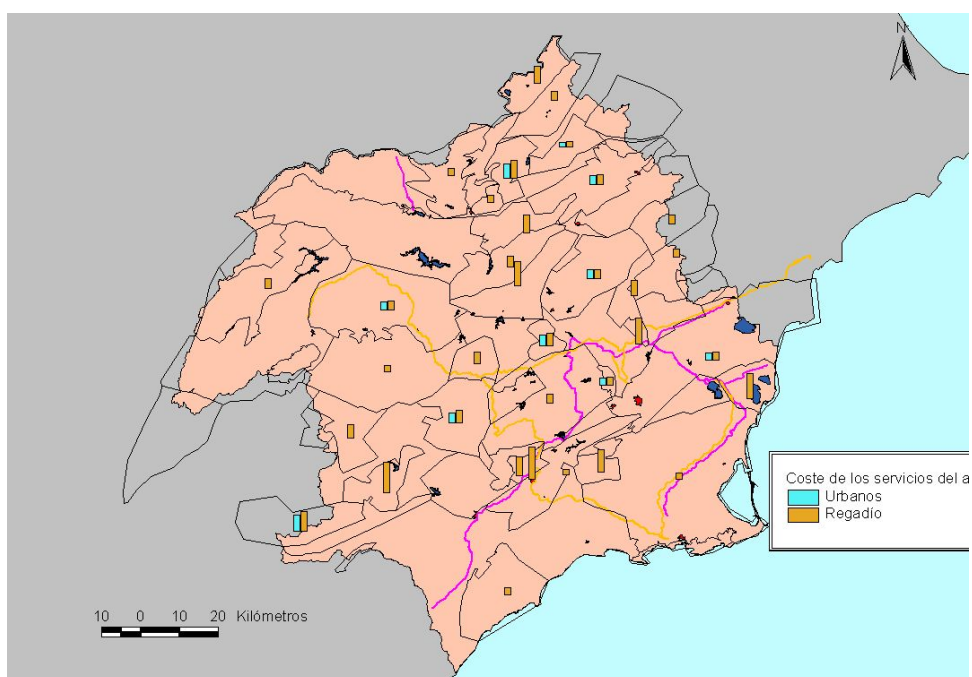 N
Coste de los servicios del a
Urbanos
Regadío
10 0 10 20 Kilómetros